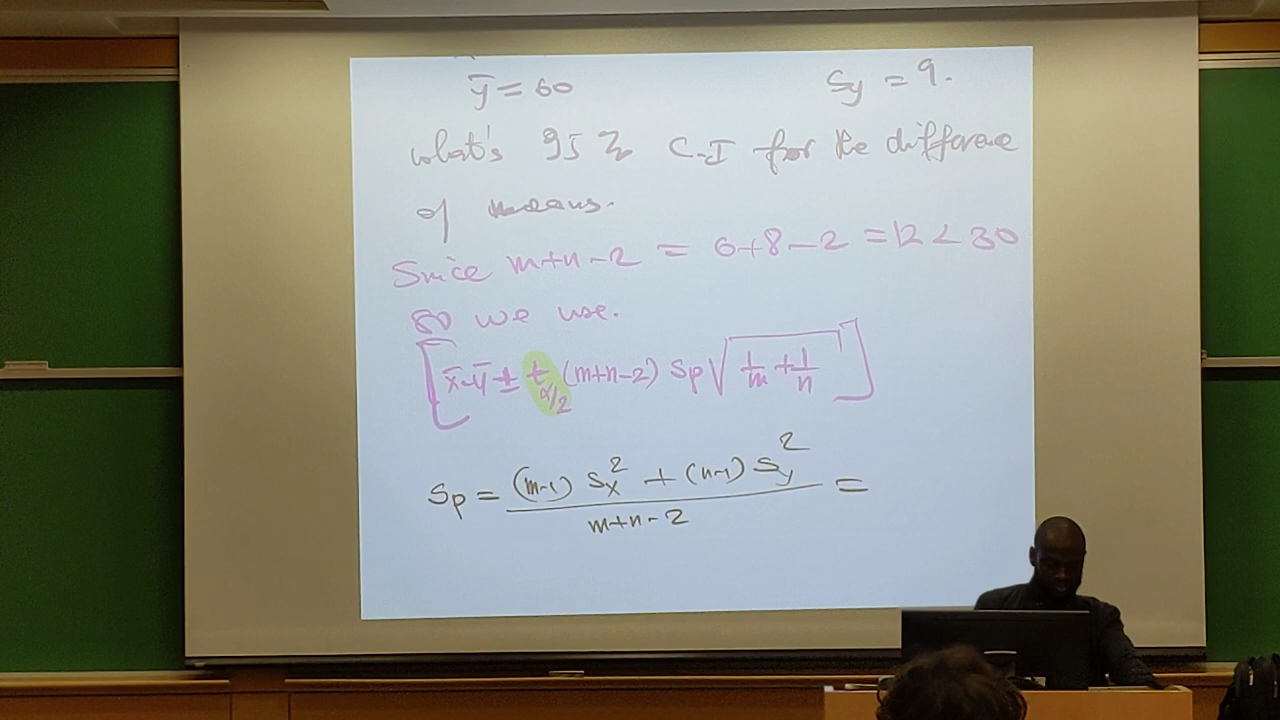 ȳ = 60 Sy = 9.
what's 95% C-I for the difference
of means.
Since m+n-2 = 6+8-2 = 12 < 30
so we use.
[x̄-ȳ ± t_α/2 (m+n-2) Sp√(1/m + 1/n)]
Sp = ((m-1) Sx² + (n-1) Sy²) / (m+n-2) =